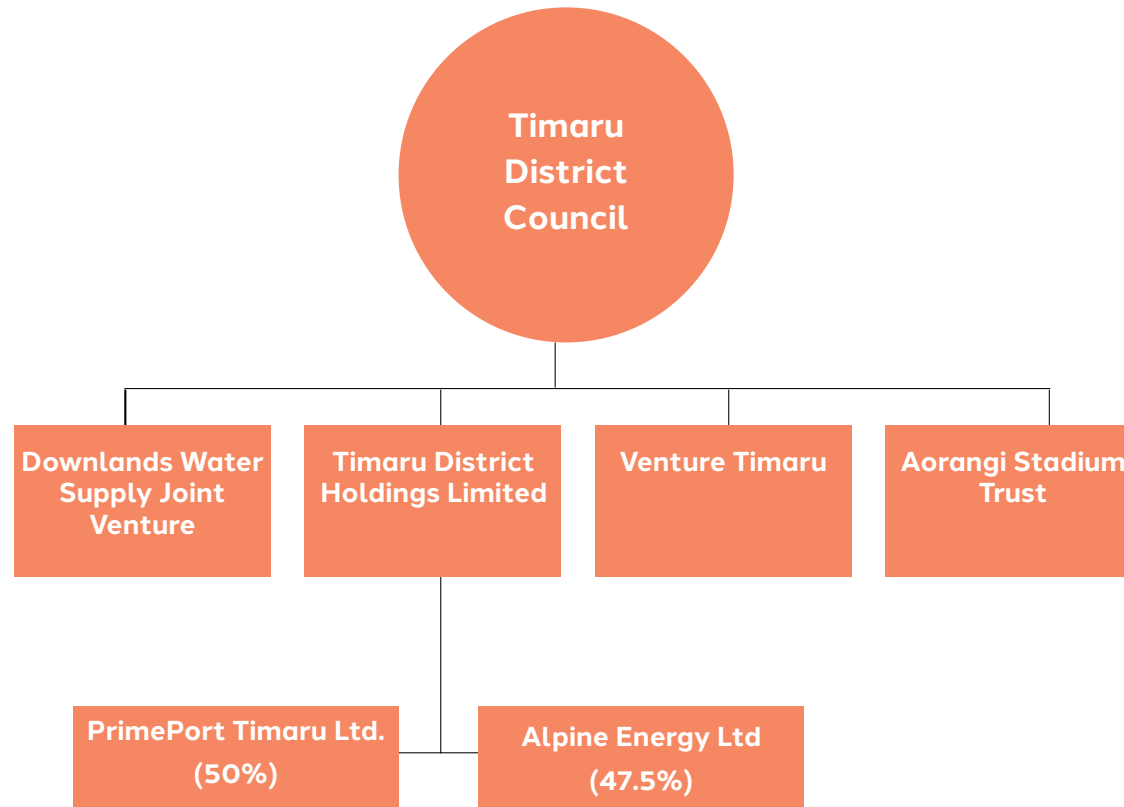 Timaru
District
Council
Downlands Water
Supply Joint
Venture
Timaru District
Holdings Limited
Venture Timaru
Aorangi Stadium
Trust
PrimePort Timaru Ltd.
(50%)
Alpine Energy Ltd
(47.5%)